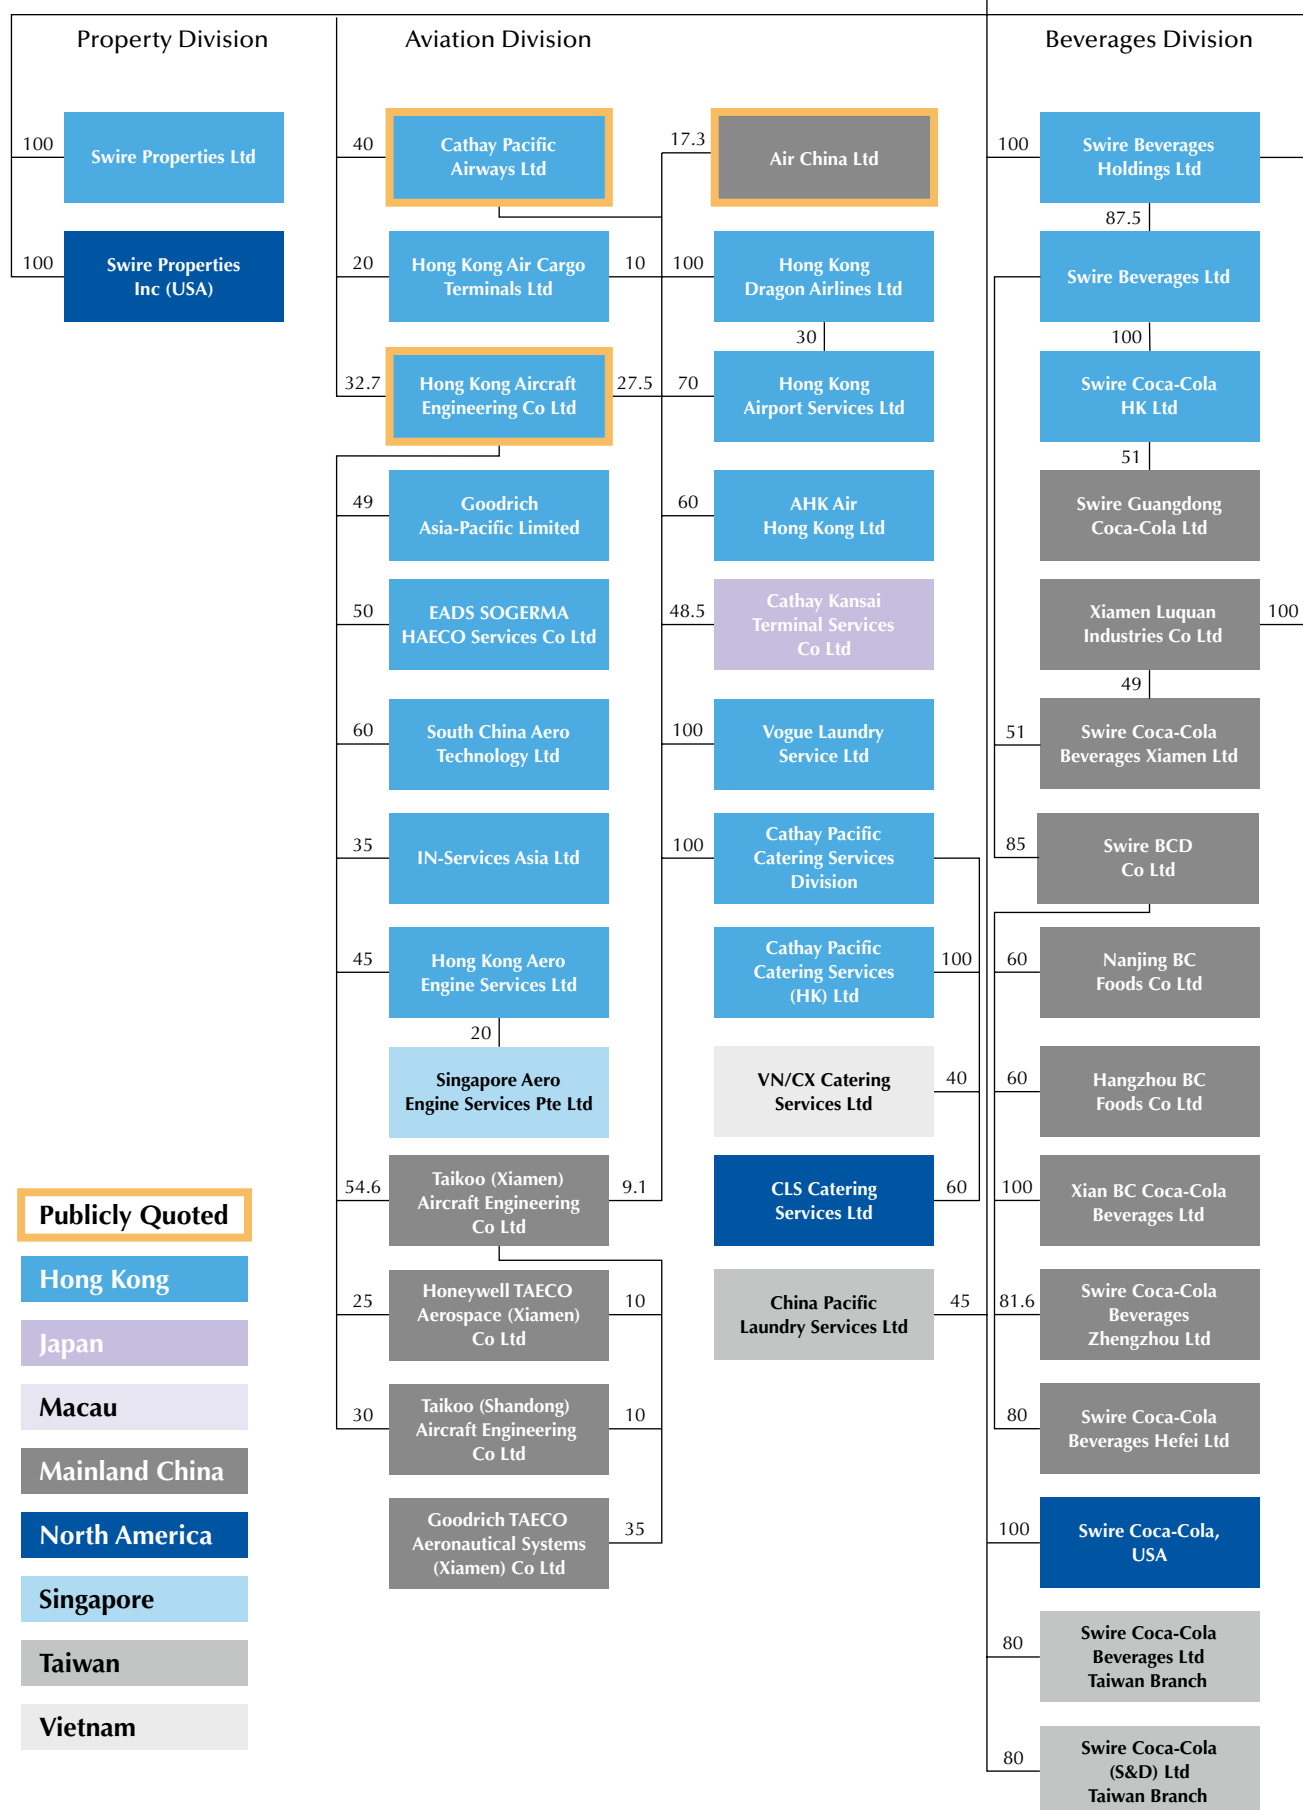 Property Division
Aviation Division
Beverages Division
100
Swire Properties Ltd
100
Swire Properties
Inc (USA)
40
Cathay Pacific
Airways Ltd
20
Hong Kong Air Cargo
Terminals Ltd
10
32.7
Hong Kong Aircraft
Engineering Co Ltd
27.5
49
Goodrich
Asia-Pacific Limited
50
EADS SOGERMA
HAECO Services Co Ltd
60
South China Aero
Technology Ltd
35
IN-Services Asia Ltd
45
Hong Kong Aero
Engine Services Ltd
20
Singapore Aero
Engine Services Pte Ltd
54.6
Taikoo (Xiamen)
Aircraft Engineering
Co Ltd
9.1
25
Honeywell TAECO
Aerospace (Xiamen)
Co Ltd
10
30
Taikoo (Shandong)
Aircraft Engineering
Co Ltd
10
Goodrich TAECO
Aeronautical Systems
(Xiamen) Co Ltd
35
17.3
Air China Ltd
100
Hong Kong
Dragon Airlines Ltd
30
70
Hong Kong
Airport Services Ltd
60
AHK Air
Hong Kong Ltd
48.5
Cathay Kansai
Terminal Services
Co Ltd
100
Vogue Laundry
Service Ltd
100
Cathay Pacific
Catering Services
Division
Cathay Pacific
Catering Services
(HK) Ltd
100
VN/CX Catering
Services Ltd
40
CLS Catering
Services Ltd
60
China Pacific
Laundry Services Ltd
45
100
Swire Beverages
Holdings Ltd
87.5
Swire Beverages Ltd
100
Swire Coca-Cola
HK Ltd
51
Swire Guangdong
Coca-Cola Ltd
Xiamen Luquan
Industries Co Ltd
100
49
51
Swire Coca-Cola
Beverages Xiamen Ltd
85
Swire BCD
Co Ltd
60
Nanjing BC
Foods Co Ltd
60
Hangzhou BC
Foods Co Ltd
100
Xian BC Coca-Cola
Beverages Ltd
81.6
Swire Coca-Cola
Beverages
Zhengzhou Ltd
80
Swire Coca-Cola
Beverages Hefei Ltd
100
Swire Coca-Cola,
USA
80
Swire Coca-Cola
Beverages Ltd
Taiwan Branch
80
Swire Coca-Cola
(S&D) Ltd
Taiwan Branch
Publicly Quoted
Hong Kong
Japan
Macau
Mainland China
North America
Singapore
Taiwan
Vietnam